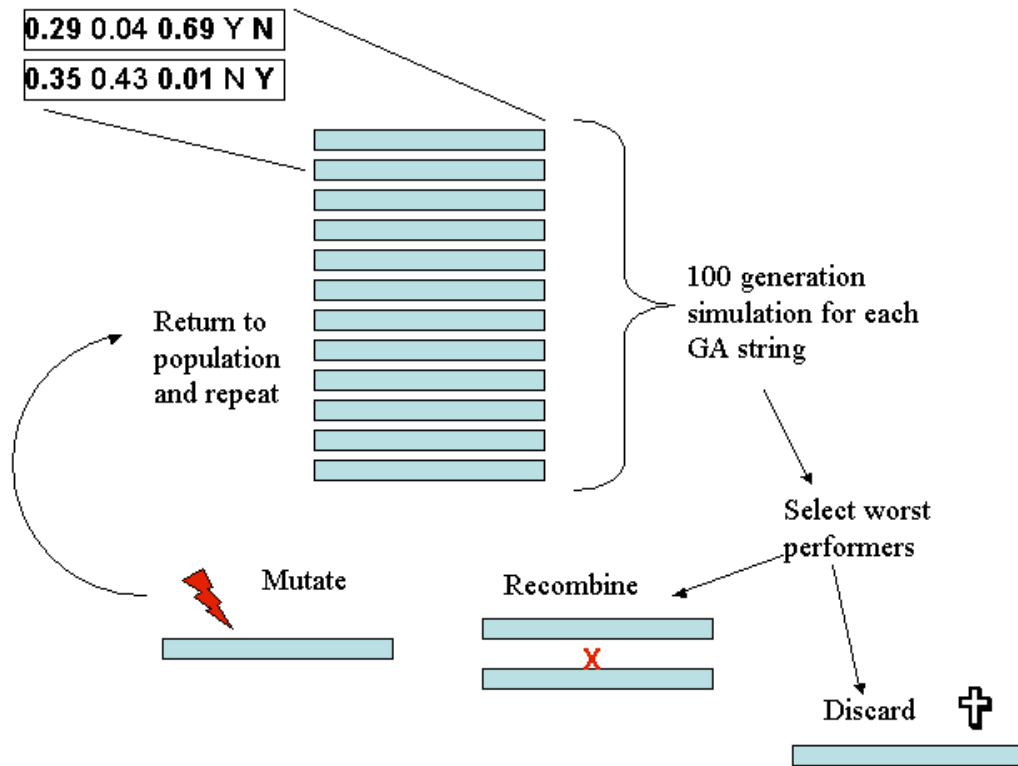 0.29 0.04 0.69 Y N
0.35 0.43 0.01 N Y
100 generation
simulation for each
GA string
Return to
population
and repeat
Select worst
performers
Mutate
Recombine
X
Discard